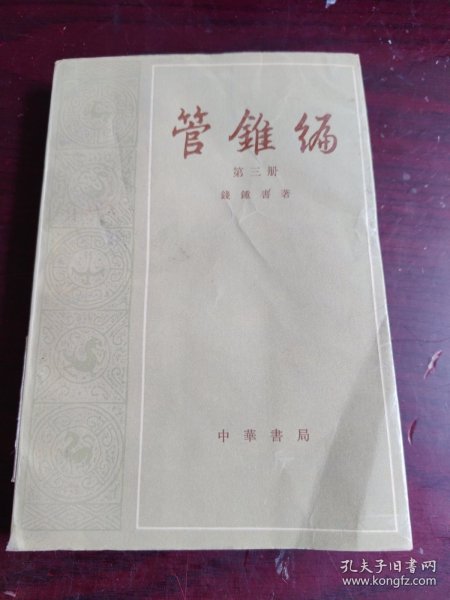 管錐編
第三册
錢鍾書著
中華書局
孔夫子旧书网
www.kongfz.com